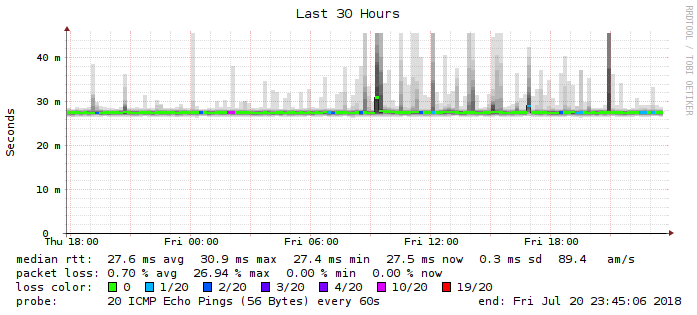 Last 30 Hours
RRDTOOL / TOBI OETIKER
Seconds
40 m
30 m
20 m
10 m
0
Thu 18:00 Fri 00:00 Fri 06:00 Fri 12:00 Fri 18:00
median rtt: 27.6 ms avg 30.9 ms max 27.4 ms min 27.5 ms now 0.3 ms sd 89.4 am/s
packet loss: 0.70 % avg 26.94 % max 0.00 % min 0.00 % now
loss color: 0 1/20 2/20 3/20 4/20 10/20 19/20
probe: 20 ICMP Echo Pings (56 Bytes) every 60s end: Fri Jul 20 23:45:06 2018